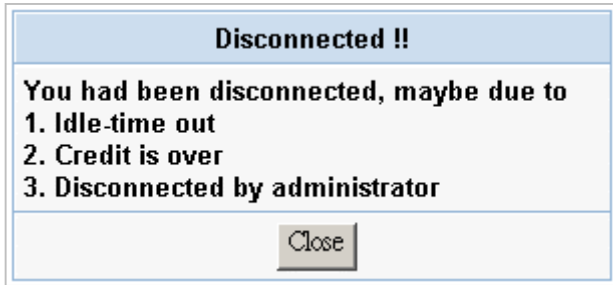 Disconnected !!
You had been disconnected, maybe due to
1. Idle-time out
2. Credit is over
3. Disconnected by administrator
Close